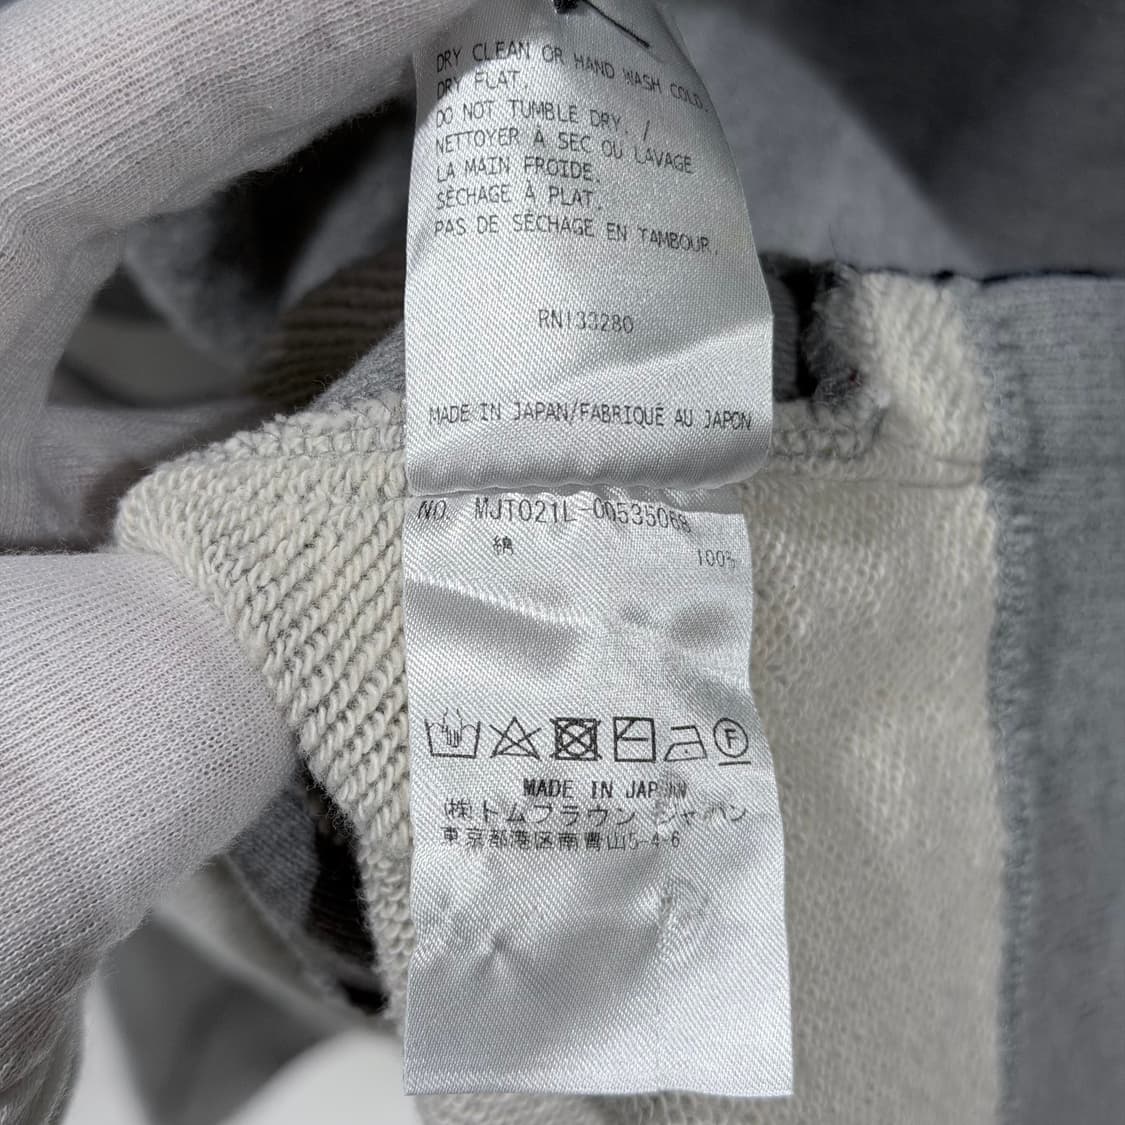 DRY CLEAN OR HAND WASH COLD.
DRY FLAT.
DO NOT TUMBLE DRY. /
NETTOYER À SEC OU LAVAGE
LA MAIN FROIDE.
SÉCHAGE À PLAT.
PAS DE SÉCHAGE EN TAMBOUR.
RN133280
MADE IN JAPAN/FABRIQUÉ AU JAPON
NO. MJT021L-00535068
綿 100%
F
MADE IN JAPAN
(株)トムブラウン ジャパン
東京都港区南青山5-4-6